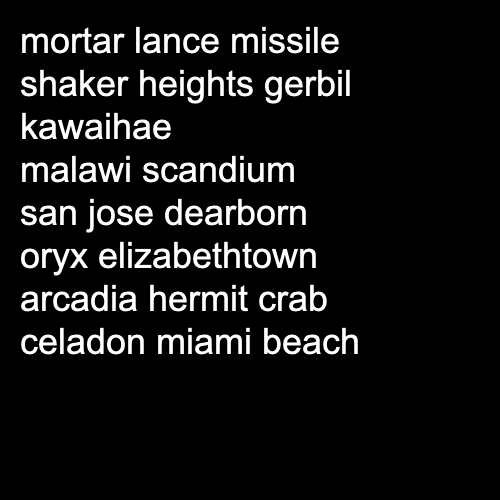 mortar lance missile
shaker heights gerbil
kawaihae
malawi scandium
san jose dearborn
oryx elizabethtown
arcadia hermit crab
celadon miami beach